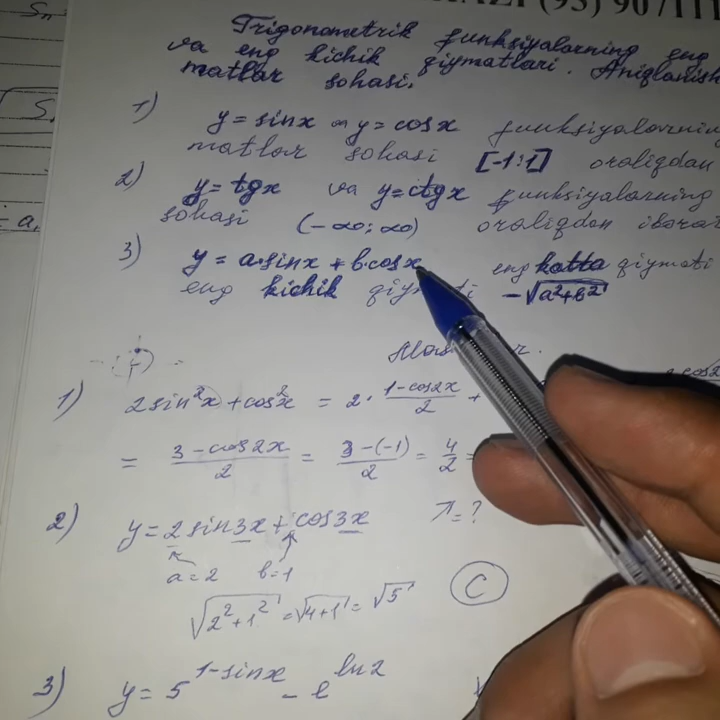 (93) 907111
Sn
Trigonometrik funksiyalarning eng
va eng kichik qiymatlari. Aniqlanish
matlar sohasi.
1) y = sinx va y = cosx funksiyalarning
matlar sohasi [-1:1] oraliqdan
2) y = tgx va y = ctgx funksiyalarning
sohasi (-∞; ∞) oraliqdan iborat
3) y = a·sinx + b·cosx eng katta qiymati
eng kichik -√a²+b²
1) 2sin²x + cos²x = 2· 1-cos2x/2 +
= 3-cos2x/2 = 3-(-1)/2 = 4/2 =
2) y = 2sin3x + cos3x T=?
a=2 b=1
√2²+1² = √4+1 = √5 C
3) y = 5^1-sinx - e^ln2